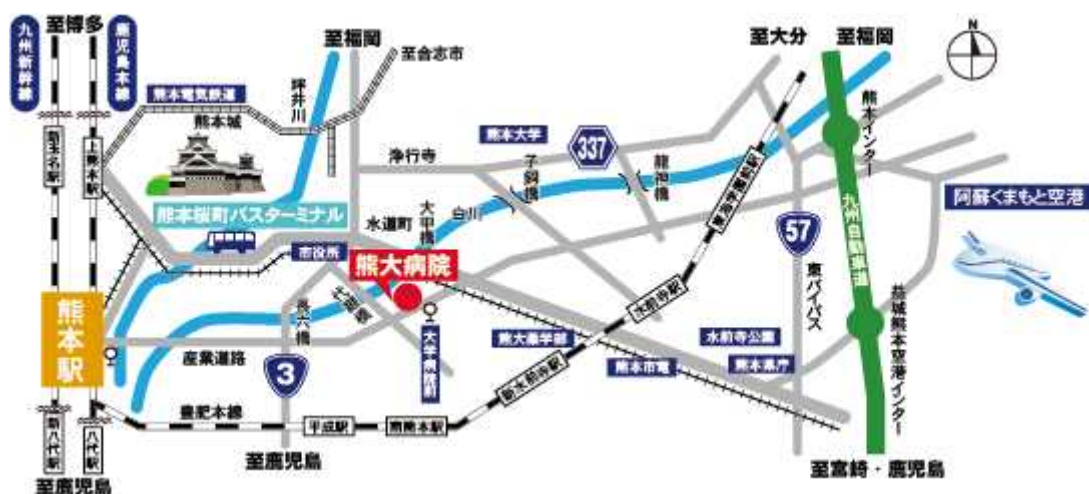 至博多
九州新幹線
鹿児島本線
至福岡
至合志市
至大分
至福岡
N
坪井川
熊本電気鉄道
熊本城
新玉名駅
上熊本駅
熊本大学
337
浄行寺
子飼橋
龍神橋
東海学園前駅
熊本インター
阿蘇くまもと空港
熊本桜町バスターミナル
水道町
大甲橋
白川
市役所
熊大病院
57
九州自動車道
東バイパス
熊本駅
長六橋
産業道路
3
大学病院前
熊大薬学部
水前寺駅
水前寺公園
熊本県庁
熊本市電
新水前寺駅
益城熊本空港インター
豊肥本線
平成駅
南熊本駅
新八代駅
八代駅
至鹿児島
至鹿児島
至宮崎・鹿児島